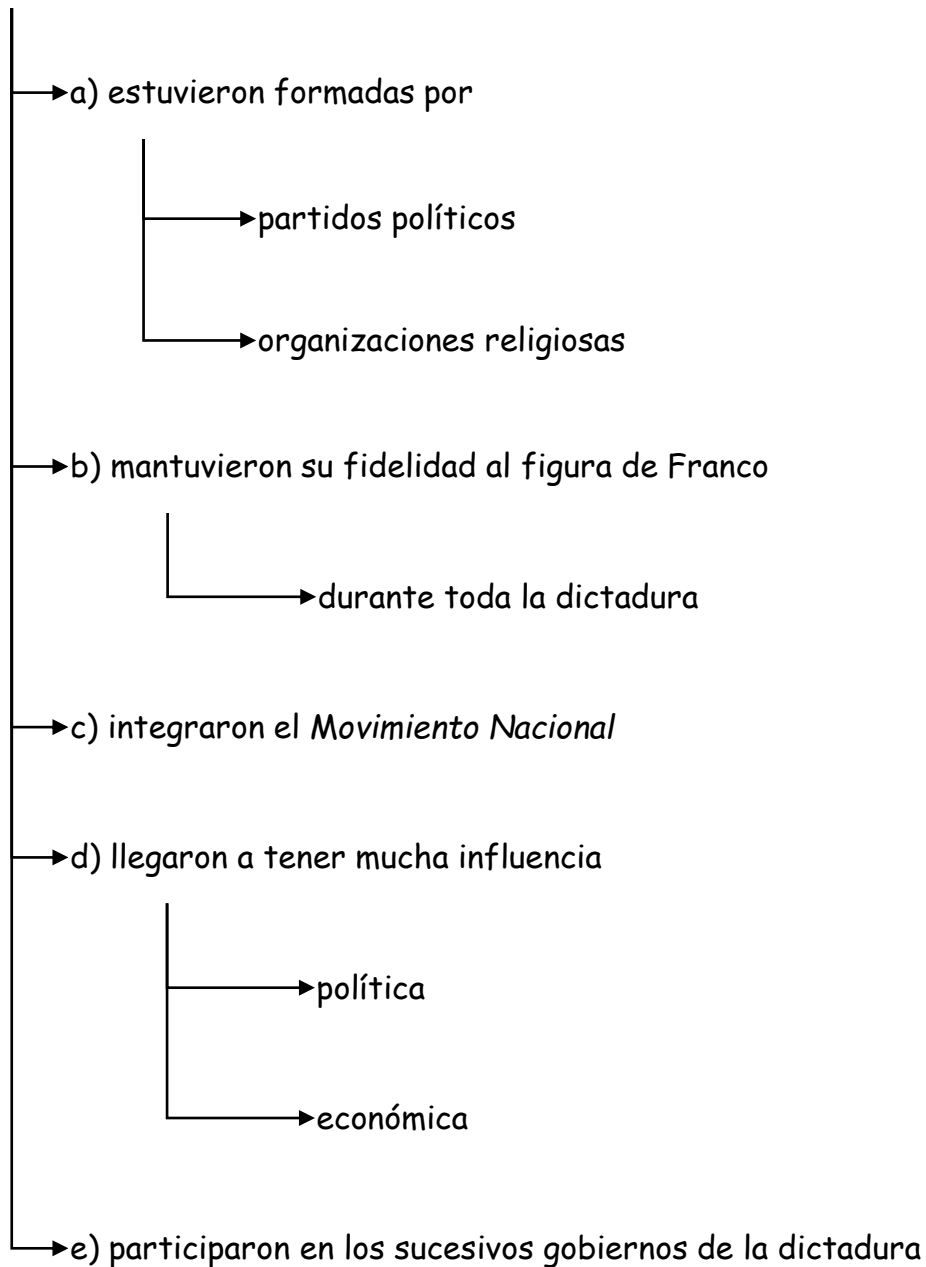 a) estuvieron formadas por
partidos políticos
organizaciones religiosas
b) mantuvieron su fidelidad al figura de Franco
durante toda la dictadura
c) integraron el Movimiento Nacional
d) llegaron a tener mucha influencia
política
económica
e) participaron en los sucesivos gobiernos de la dictadura